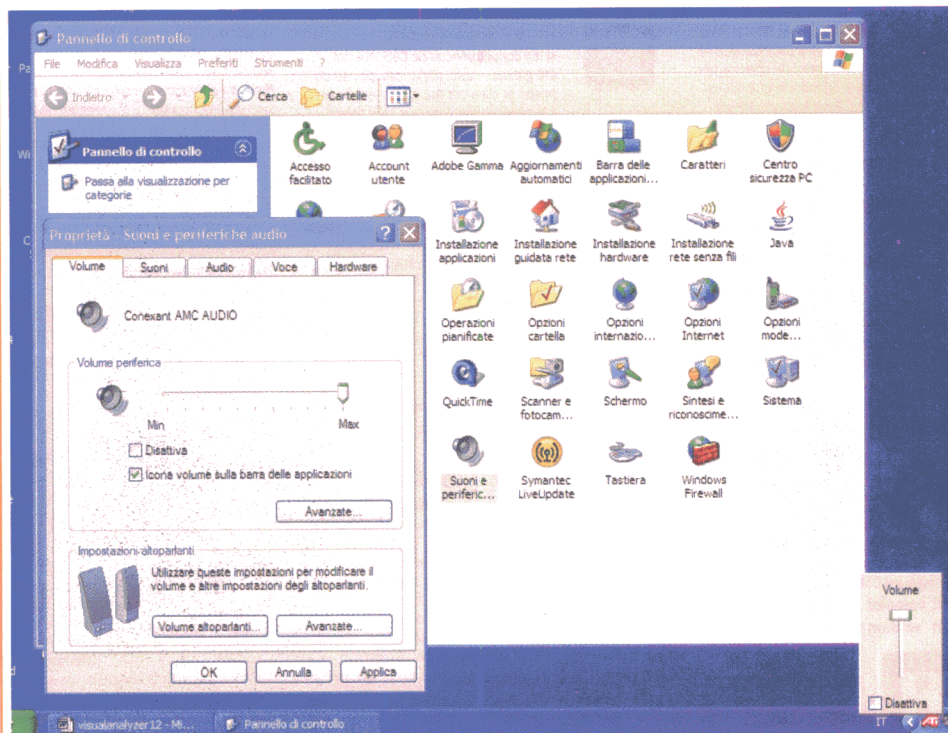 Pannello di controllo
File Modifica Visualizza Preferiti Strumenti ?
Indietro Cerca Cartelle
Pannello di controllo
Passa alla visualizzazione per
categorie
Accesso
facilitato
Account
utente
Adobe Gamma
Aggiornamenti
automatici
Barra delle
applicazioni...
Caratteri
Centro
sicurezza PC
Installazione
applicazioni
Installazione
guidata rete
Installazione
hardware
Installazione
rete senza fili
Java
Operazioni
pianificate
Opzioni
cartella
Opzioni
internazio...
Opzioni
Internet
Opzioni
mode...
QuickTime
Scanner e
fotocam...
Schermo
Sintesi e
riconoscime...
Sistema
Suoni e
periferic...
Symantec
LiveUpdate
Tastiera
Windows
Firewall
Proprietà - Suoni e periferiche audio
Volume Suoni Audio Voce Hardware
Conexant AMC AUDIO
Volume periferica
Min Max
Disattiva
Icona volume sulla barra delle applicazioni
Avanzate...
Impostazioni altoparlanti
Utilizzare queste impostazioni per modificare il
volume e altre impostazioni degli altoparlanti.
Volume altoparlanti... Avanzate...
OK Annulla Applica
Volume
Disattiva
visualanalyzer12 - Mi... Pannello di controllo IT